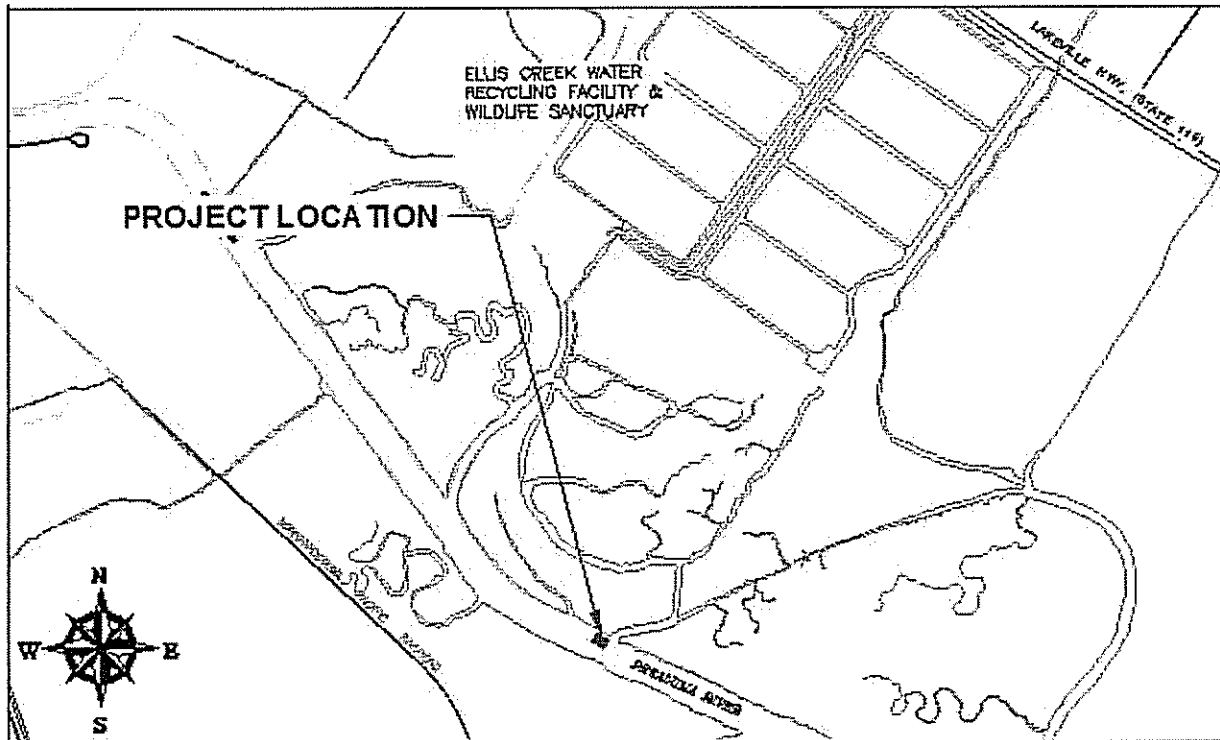 LAKEVILLE HWY. (STATE 116)
ELLIS CREEK WATER
RECYCLING FACILITY &
WILDLIFE SANCTUARY
PROJECT LOCATION
N
W E
S
PETALUMA RIVER